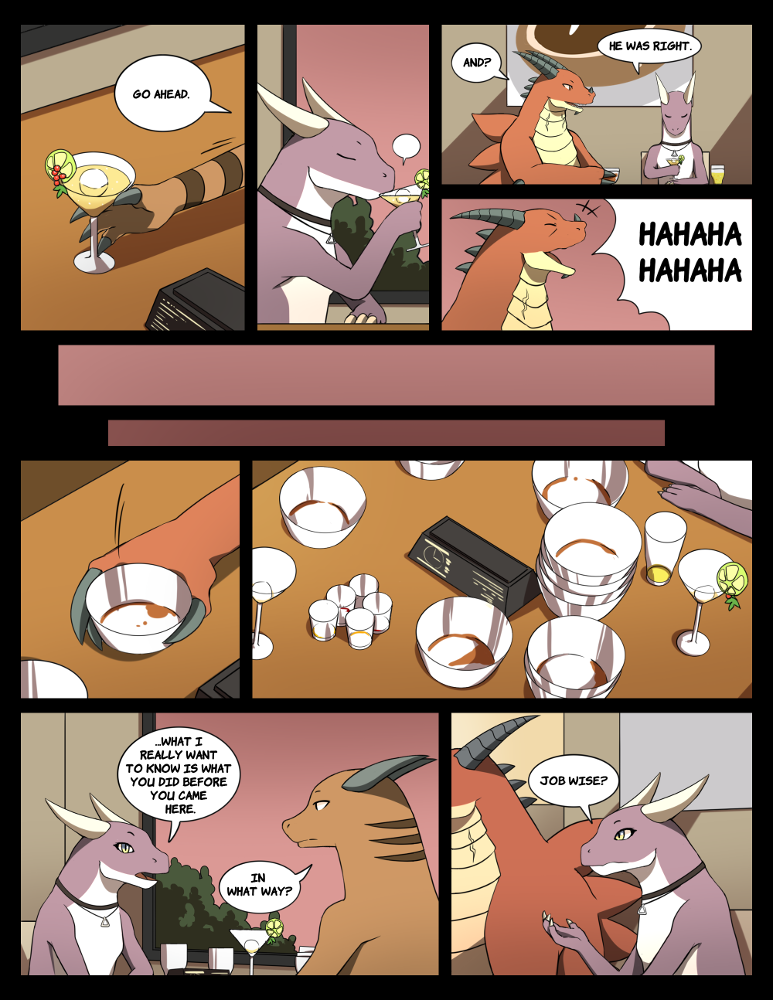 GO AHEAD.
AND?
HE WAS RIGHT.
HAHAHA
HAHAHA
...WHAT I
REALLY WANT
TO KNOW IS WHAT
YOU DID BEFORE
YOU CAME
HERE.
IN
WHAT WAY?
JOB WISE?